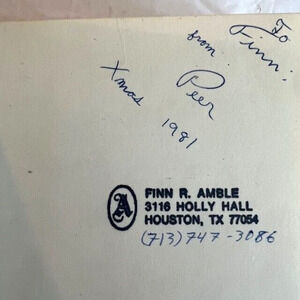 To
Finn.
from
Peer
Xmas
1981
A
FINN R. AMBLE
3116 HOLLY HALL
HOUSTON, TX 77054
(713) 747-3086